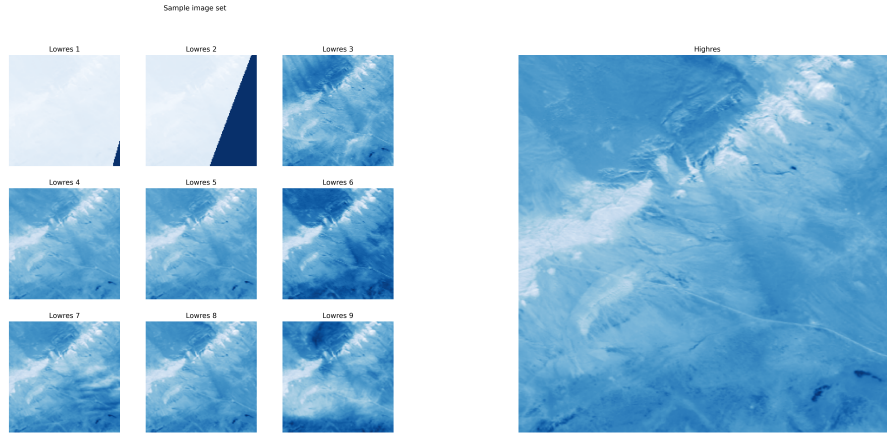 Sample image set
Lowres 1
Lowres 2
Lowres 3
Highres
Lowres 4
Lowres 5
Lowres 6
Lowres 7
Lowres 8
Lowres 9